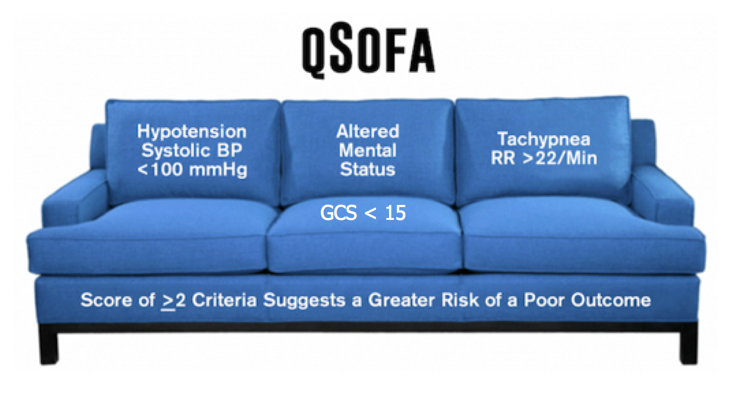 qSOFA
Hypotension
Systolic BP
<100 mmHg
Altered
Mental
Status
Tachypnea
RR >22/Min
GCS < 15
Score of ≥2 Criteria Suggests a Greater Risk of a Poor Outcome